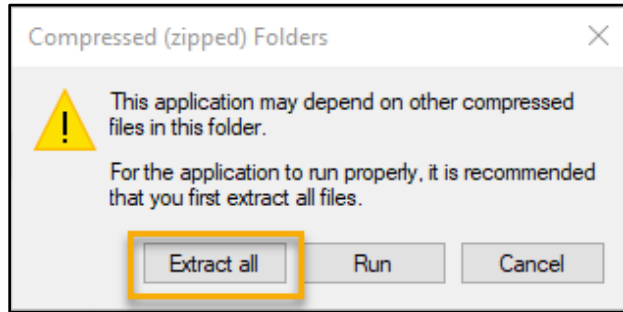 Compressed (zipped) Folders
This application may depend on other compressed
files in this folder.
For the application to run properly, it is recommended
that you first extract all files.
Extract all Run Cancel